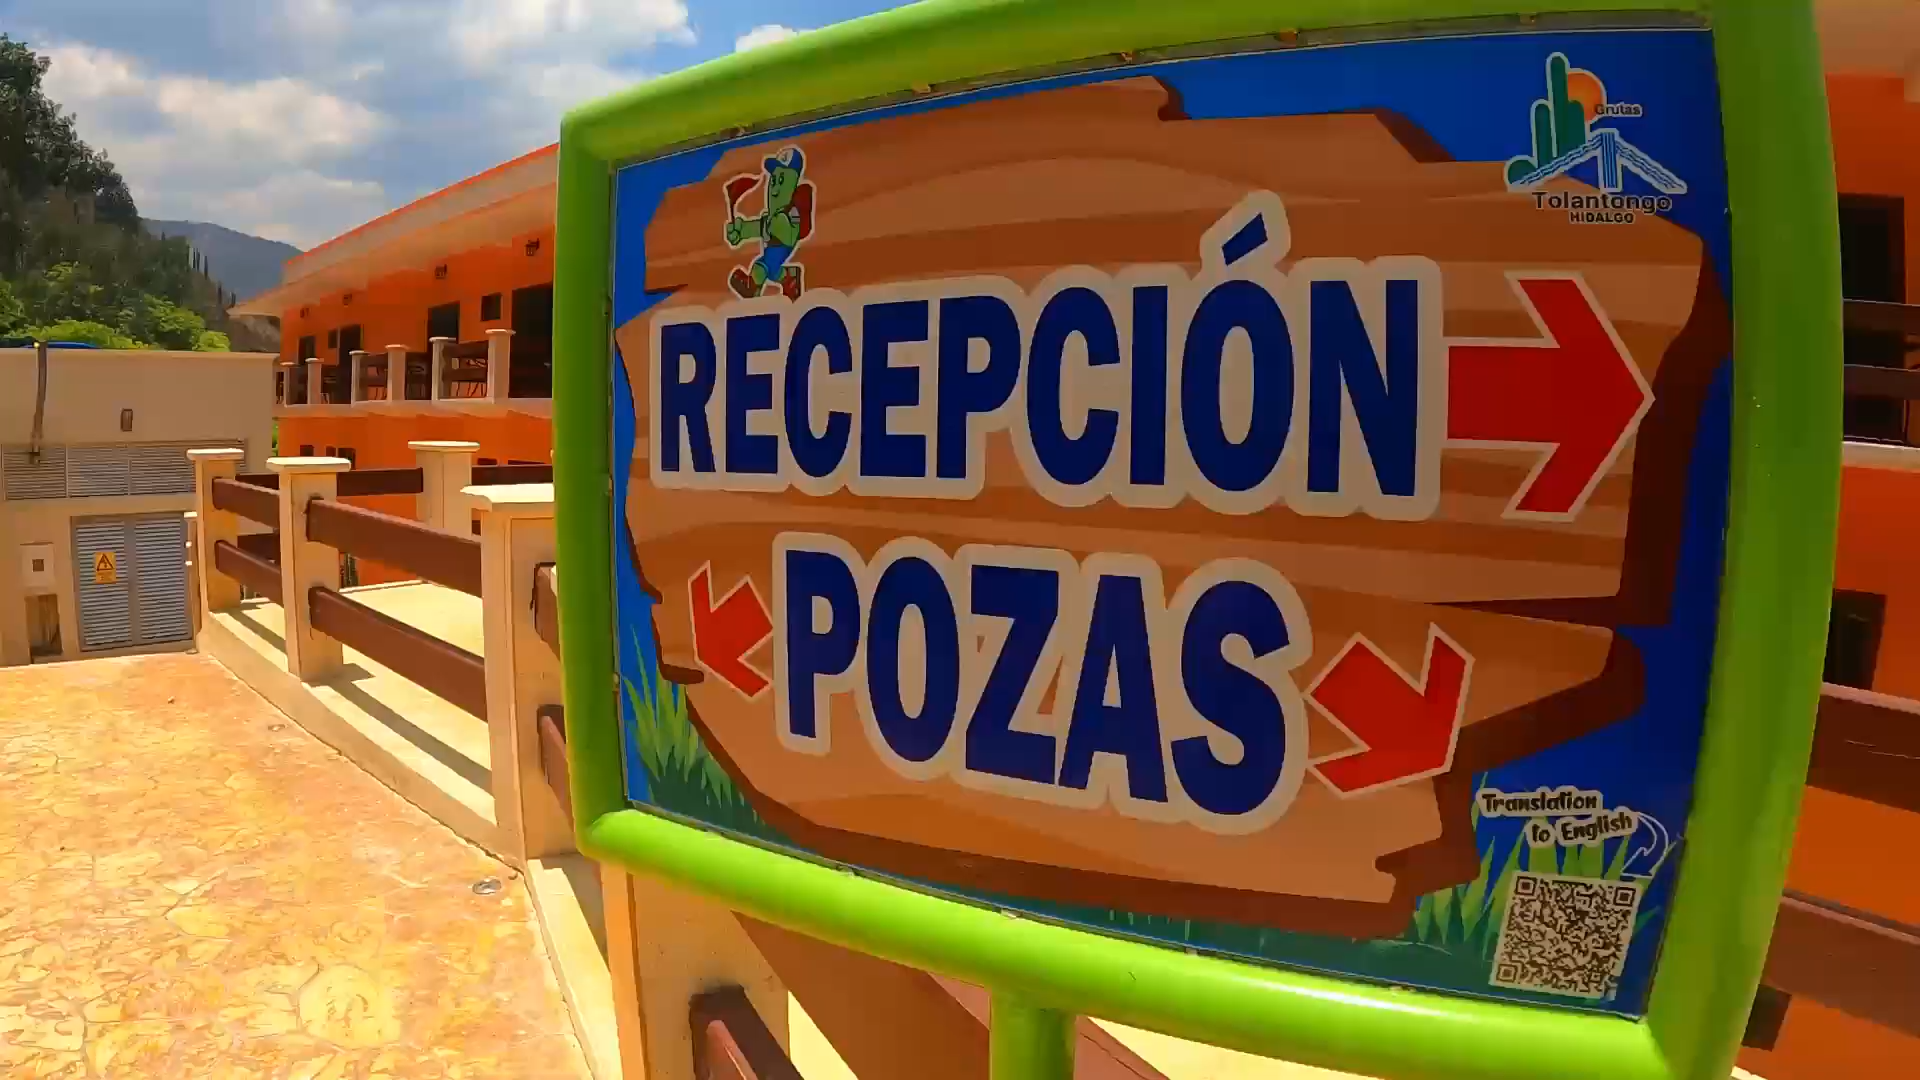 Grutas
Tolantongo
HIDALGO
RECEPCIÓN
POZAS
Translation
to English